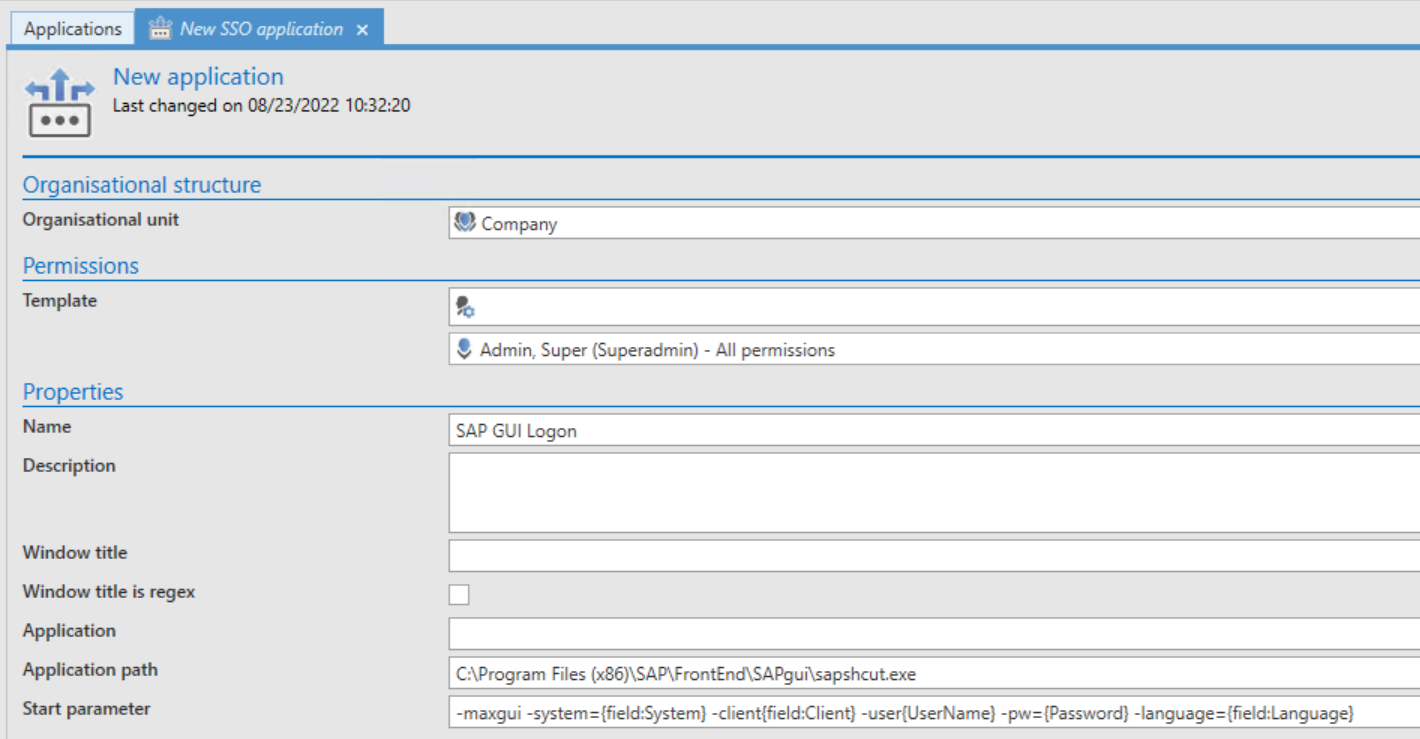 Applications
New SSO application
New application
Last changed on 08/23/2022 10:32:20
Organisational structure
Organisational unit
Company
Permissions
Template
Admin, Super (Superadmin) - All permissions
Properties
Name
SAP GUI Logon
Description
Window title
Window title is regex
Application
Application path
C:\Program Files (x86)\SAP\FrontEnd\SAPgui\sapshcut.exe
Start parameter
-maxgui -system={field:System} -client{field:Client} -user{UserName} -pw={Password} -language={field:Language}